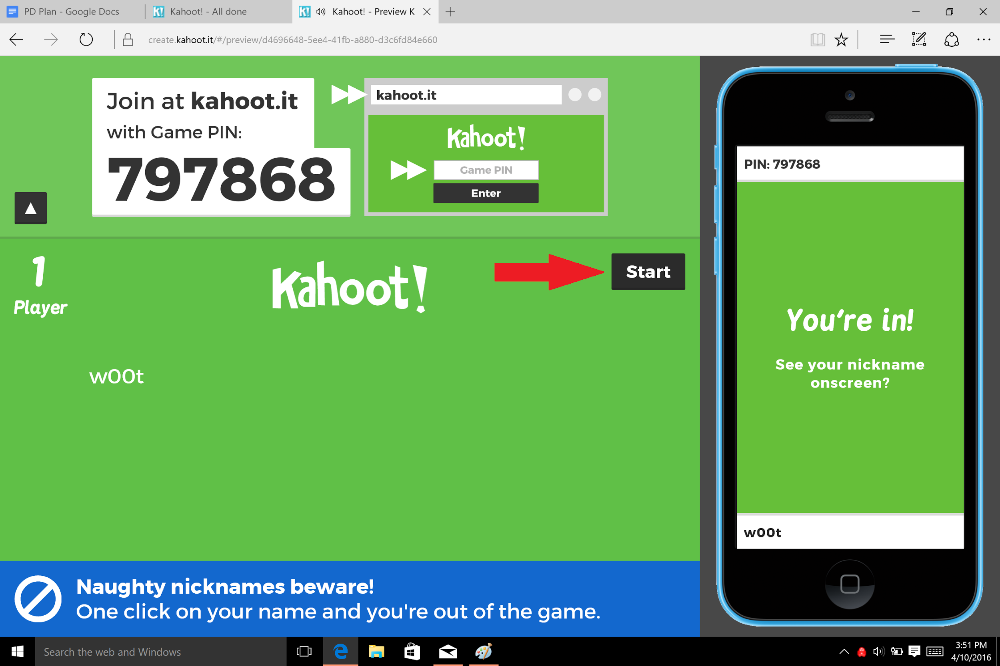 PD Plan - Google Docs
Kahoot! - All done
Kahoot! - Preview K
create.kahoot.it/#/preview/d4696648-5ee4-41fb-a880-d3c6fd84e660
Join at kahoot.it
with Game PIN:
797868
kahoot.it
Kahoot!
Game PIN
Enter
1
Player
Kahoot!
Start
w00t
Naughty nicknames beware!
One click on your name and you're out of the game.
PIN: 797868
You're in!
See your nickname
onscreen?
w00t
Search the web and Windows
3:51 PM
4/10/2016